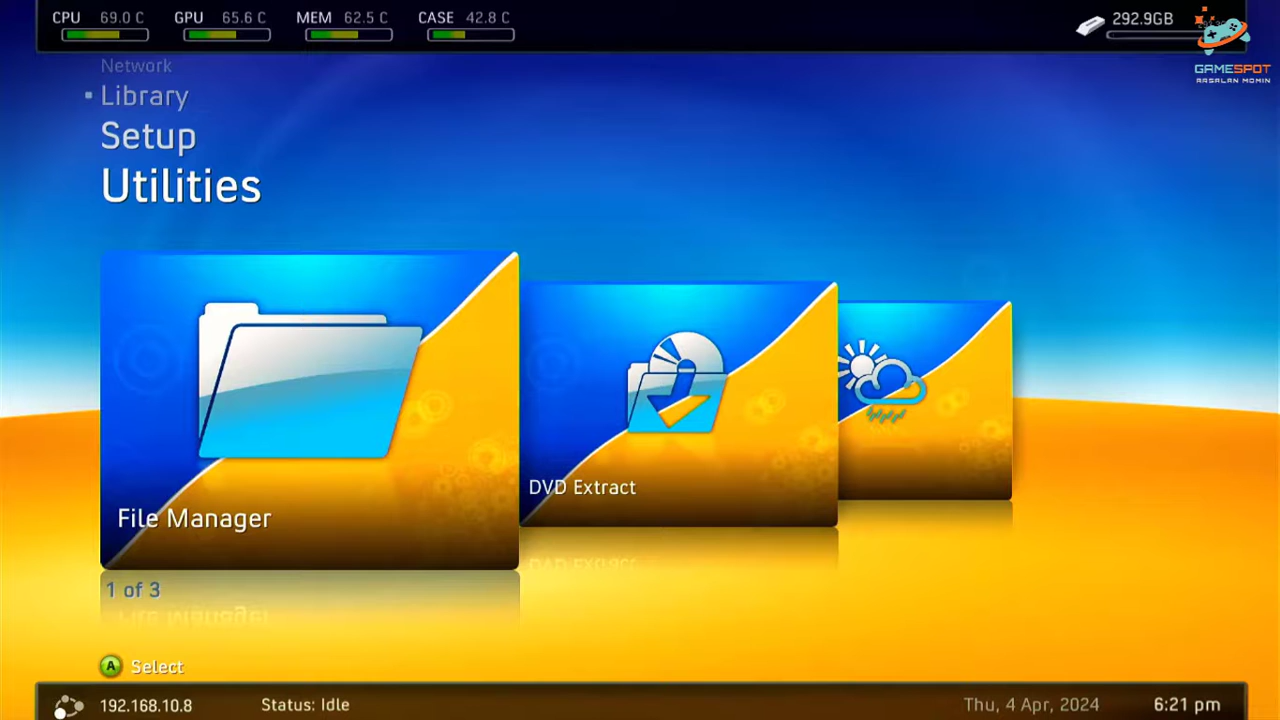 CPU 69.0 C GPU 65.6 C MEM 62.5 C CASE 42.8 C 292.9GB
GAMESPOT
ARSALAN MOMIN
Network
Library
Setup
Utilities
File Manager
DVD Extract
1 of 3
A Select
192.168.10.8 Status: Idle Thu, 4 Apr, 2024 6:21 pm